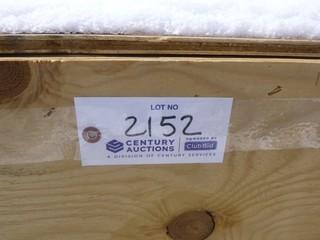 LOT NO
2152
CENTURY AUCTIONS
POWERED BY
ClubBid
A DIVISION OF CENTURY SERVICES